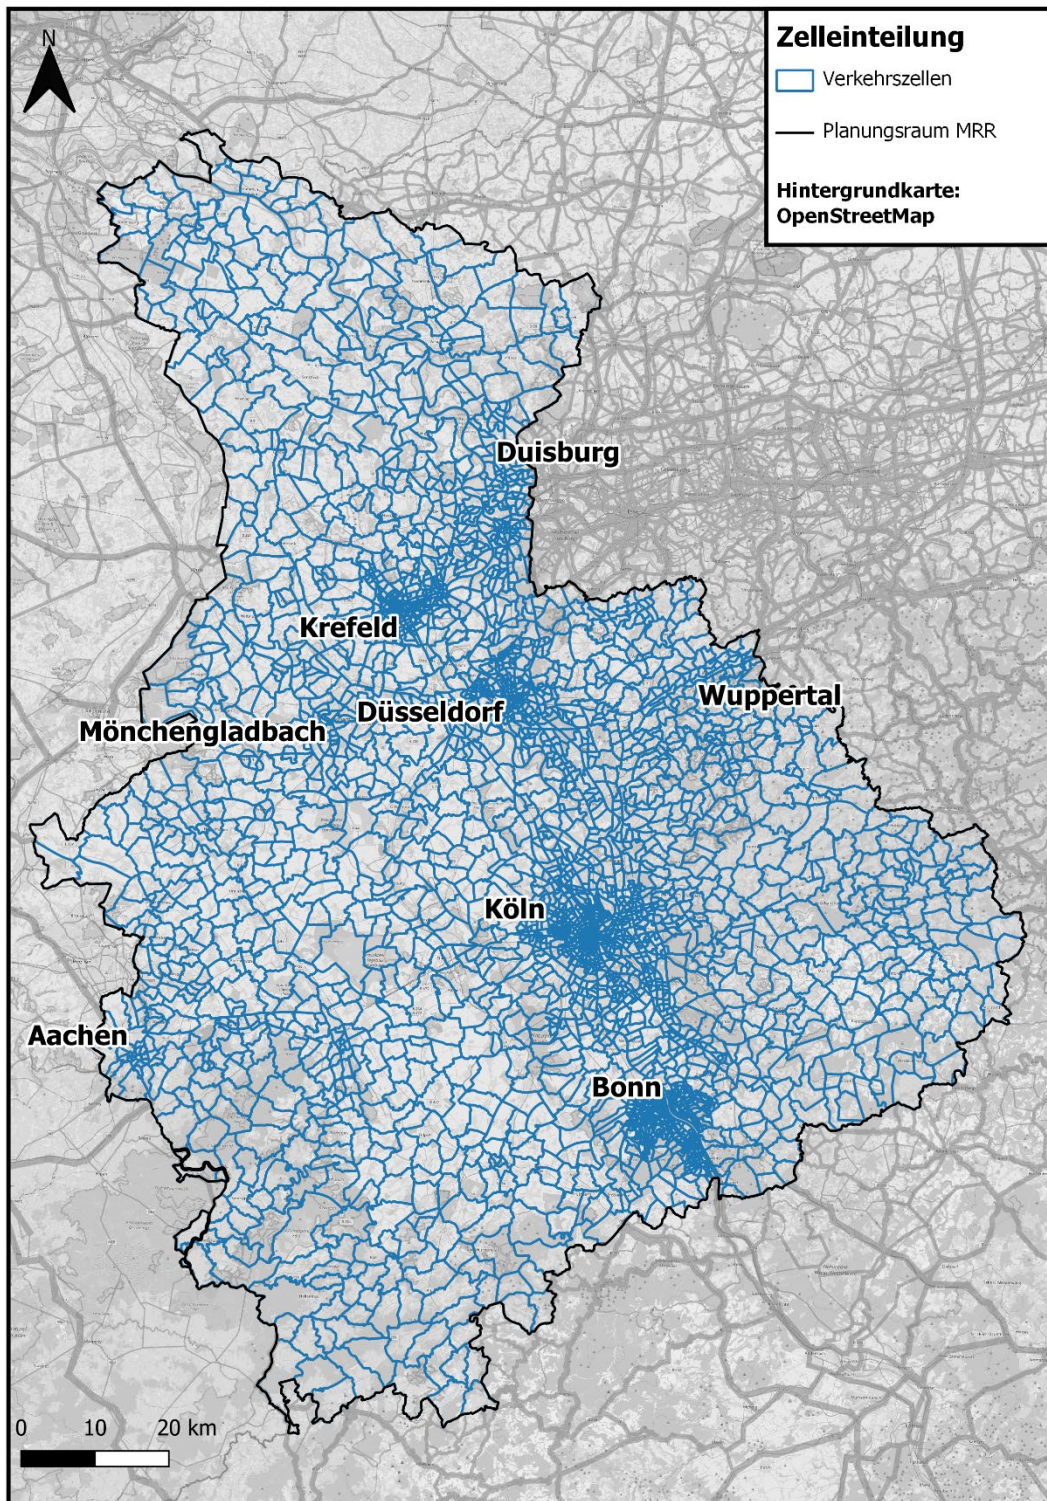 N
Zelleinteilung
Verkehrszellen
Planungsraum MRR
Hintergrundkarte:
OpenStreetMap
Duisburg
Krefeld
Wuppertal
Düsseldorf
Mönchengladbach
Köln
Aachen
Bonn
0 10 20 km